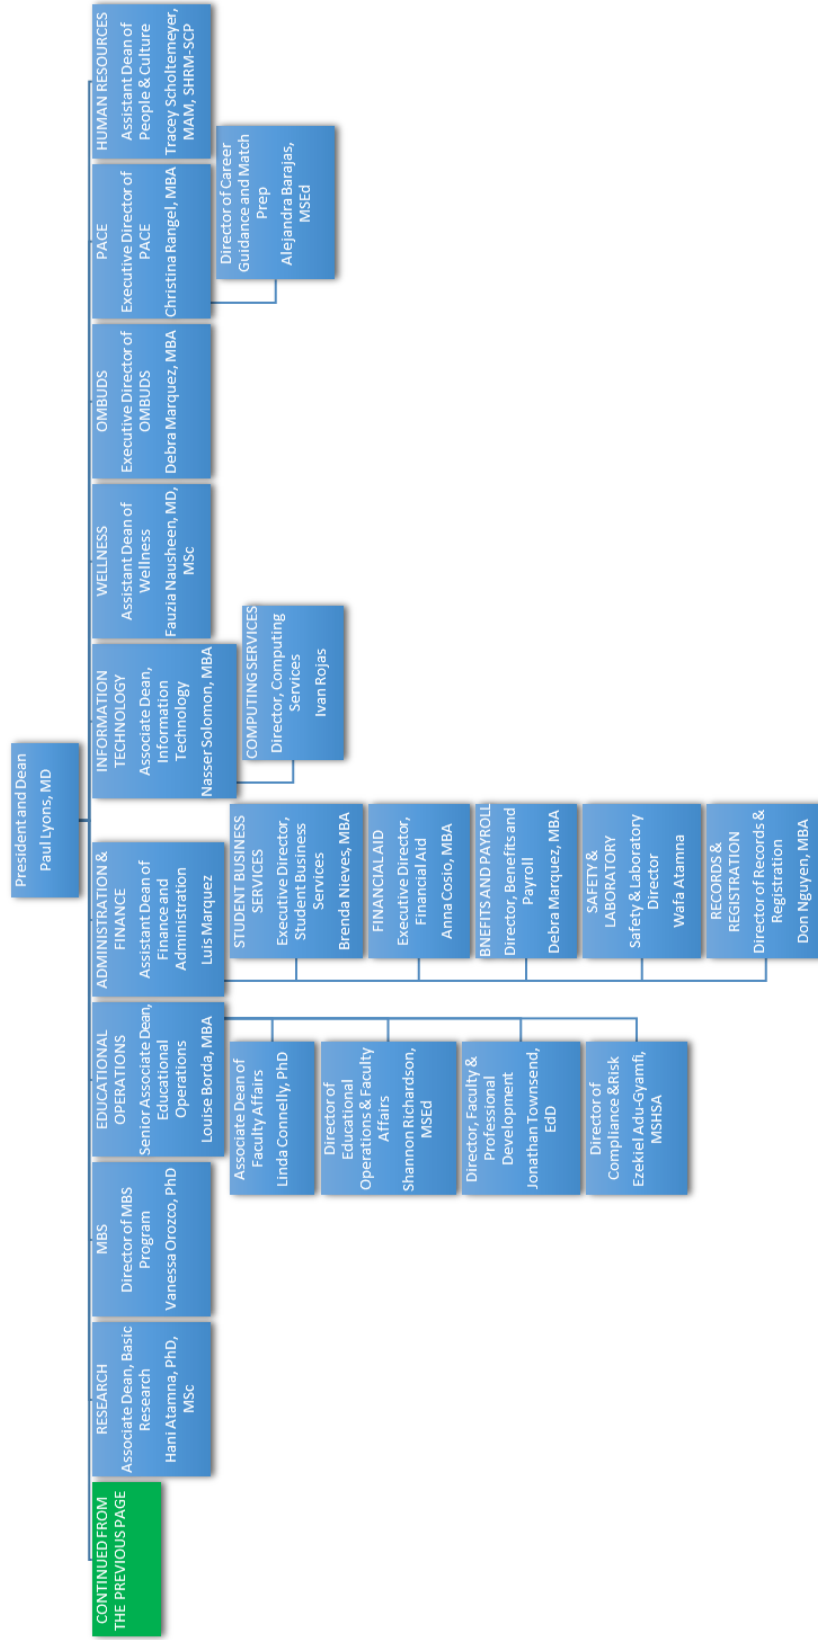 President and Dean
Paul Lyons, MD
CONTINUED FROM
THE PREVIOUS PAGE
RESEARCH
Associate Dean, Basic
Research
Hani Atamna, PhD,
MSc
MBS
Director of MBS
Program
Vanessa Orozco, PhD
EDUCATIONAL
OPERATIONS
Senior Associate Dean,
Educational
Operations
Louise Borda, MBA
Associate Dean of
Faculty Affairs
Linda Connelly, PhD
Director of
Educational
Operations & Faculty
Affairs
Shannon Richardson,
MSEd
Director, Faculty &
Professional
Development
Jonathan Townsend,
EdD
Director of
Compliance &Risk
Ezekiel Adu-Gyamfi,
MSHSA
ADMINISTRATION &
FINANCE
Assistant Dean of
Finance and
Administration
Luis Marquez
STUDENT BUSINESS
SERVICES
Executive Director,
Student Business
Services
Brenda Nieves, MBA
FINANCIAL AID
Executive Director,
Financial Aid
Anna Cosio, MBA
BNEFITS AND PAYROLL
Director, Benefits and
Payroll
Debra Marquez, MBA
SAFETY &
LABORATORY
Safety & Laboratory
Director
Wafa Atamna
RECORDS &
REGISTRATION
Director of Records &
Registration
Don Nguyen, MBA
INFORMATION
TECHNOLOGY
Associate Dean,
Information
Technology
Nasser Solomon, MBA
COMPUTING SERVICES
Director, Computing
Services
Ivan Rojas
WELLNESS
Assistant Dean of
Wellness
Fauzia Nausheen, MD,
MSc
OMBUDS
Executive Director of
OMBUDS
Debra Marquez, MBA
PACE
Executive Director of
PACE
Christina Rangel, MBA
Director of Career
Guidance and Match
Prep
Alejandra Barajas,
MSEd
HUMAN RESOURCES
Assistant Dean of
People & Culture
Tracey Scholtemeyer,
MAM, SHRM-SCP